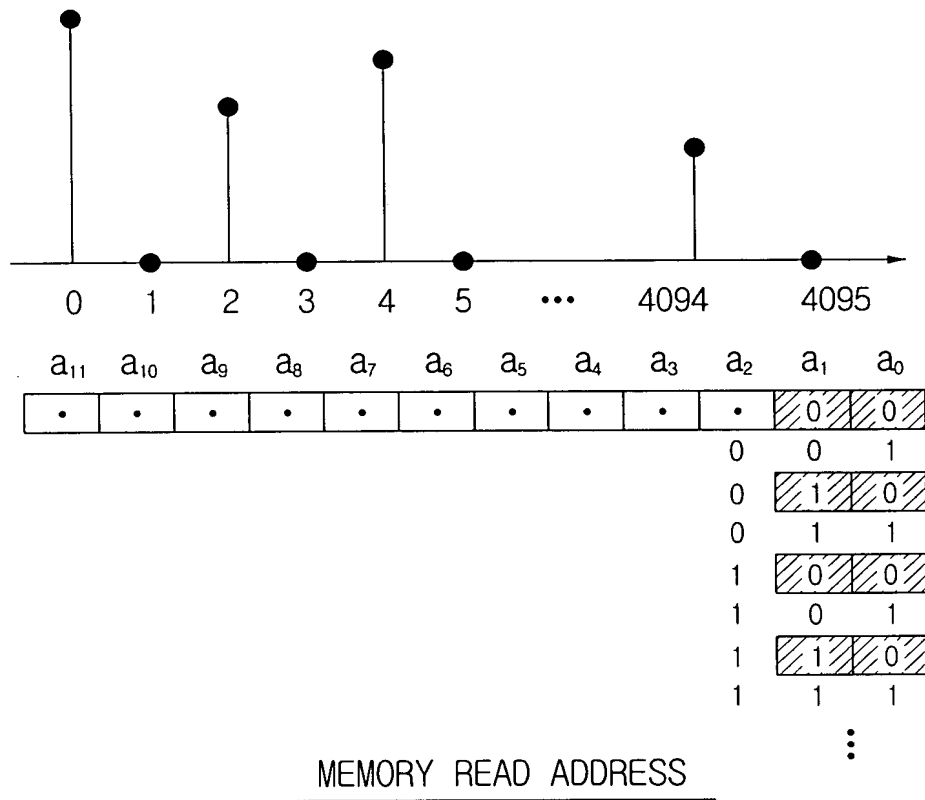 0 1 2 3 4 5 ••• 4094 4095
a₁₁ a₁₀ a₉ a₈ a₇ a₆ a₅ a₄ a₃ a₂ a₁ a₀
• • • • • • • • • • 0 0
0 0 1
0 1 0
0 1 1
1 0 0
1 0 1
1 1 0
1 1 1
⋮
MEMORY READ ADDRESS